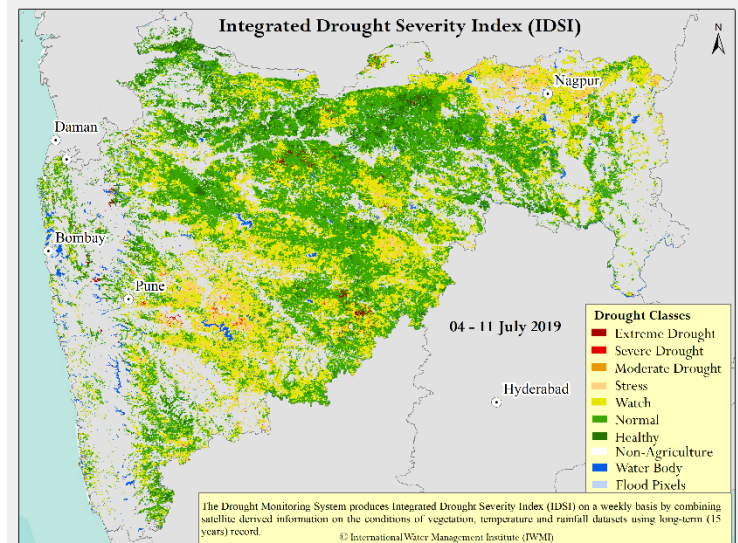 Integrated Drought Severity Index (IDSI)
N
Nagpur
Daman
Bombay
Pune
04 - 11 July 2019
Hyderabad
Drought Classes
Extreme Drought
Severe Drought
Moderate Drought
Stress
Watch
Normal
Healthy
Non-Agriculture
Water Body
Flood Pixels
The Drought Monitoring System produces Integrated Drought Severity Index (IDSI) on a weekly basis by combining
satellite derived information on the conditions of vegetation, temperature and rainfall datasets using long-term (15
years) record.
© International Water Management Institute (IWMI)